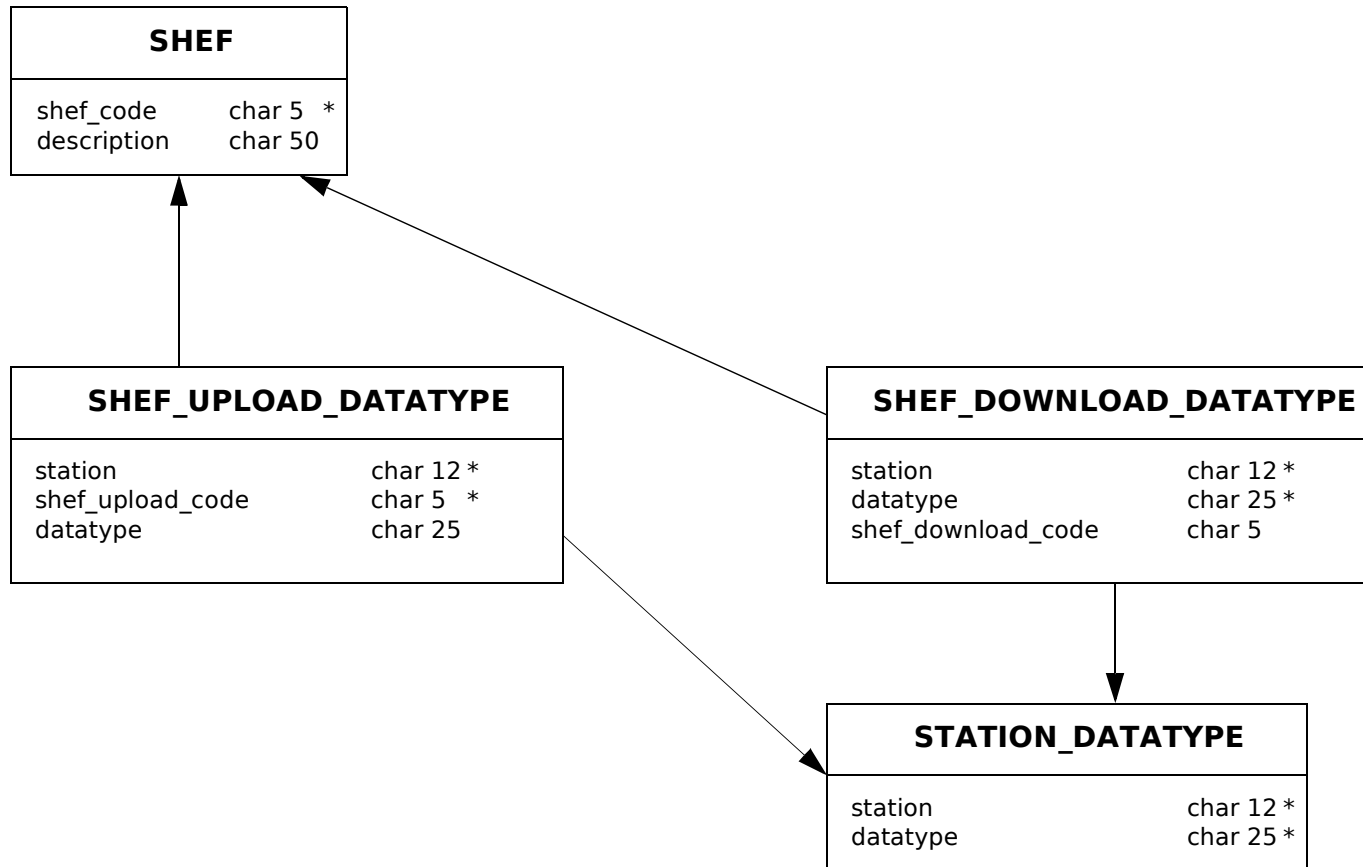 SHEF
shef_code char 5 *
description char 50
SHEF_UPLOAD_DATATYPE
station char 12 *
shef_upload_code char 5 *
datatype char 25
SHEF_DOWNLOAD_DATATYPE
station char 12 *
datatype char 25 *
shef_download_code char 5
STATION_DATATYPE
station char 12 *
datatype char 25 *